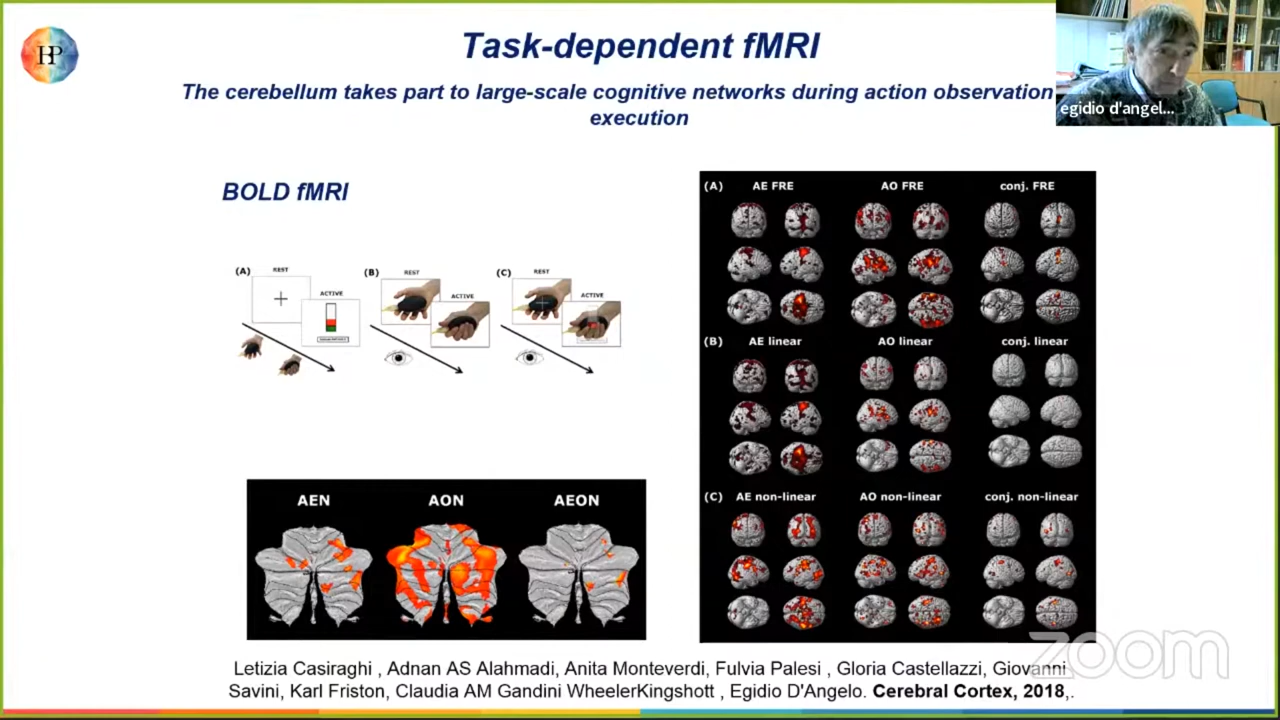 HP
Task-dependent fMRI
The cerebellum takes part to large-scale cognitive networks during action observation
execution
egidio d'angel...
BOLD fMRI
(A) REST
ACTIVE
(B) REST
ACTIVE
(C) REST
ACTIVE
(A) AE FRE AO FRE conj. FRE
(B) AE linear AO linear conj. linear
(C) AE non-linear AO non-linear conj. non-linear
AEN AON AEON
zoom
Letizia Casiraghi , Adnan AS Alahmadi, Anita Monteverdi, Fulvia Palesi , Gloria Castellazzi, Giovanni
Savini, Karl Friston, Claudia AM Gandini WheelerKingshott , Egidio D'Angelo. Cerebral Cortex, 2018,.